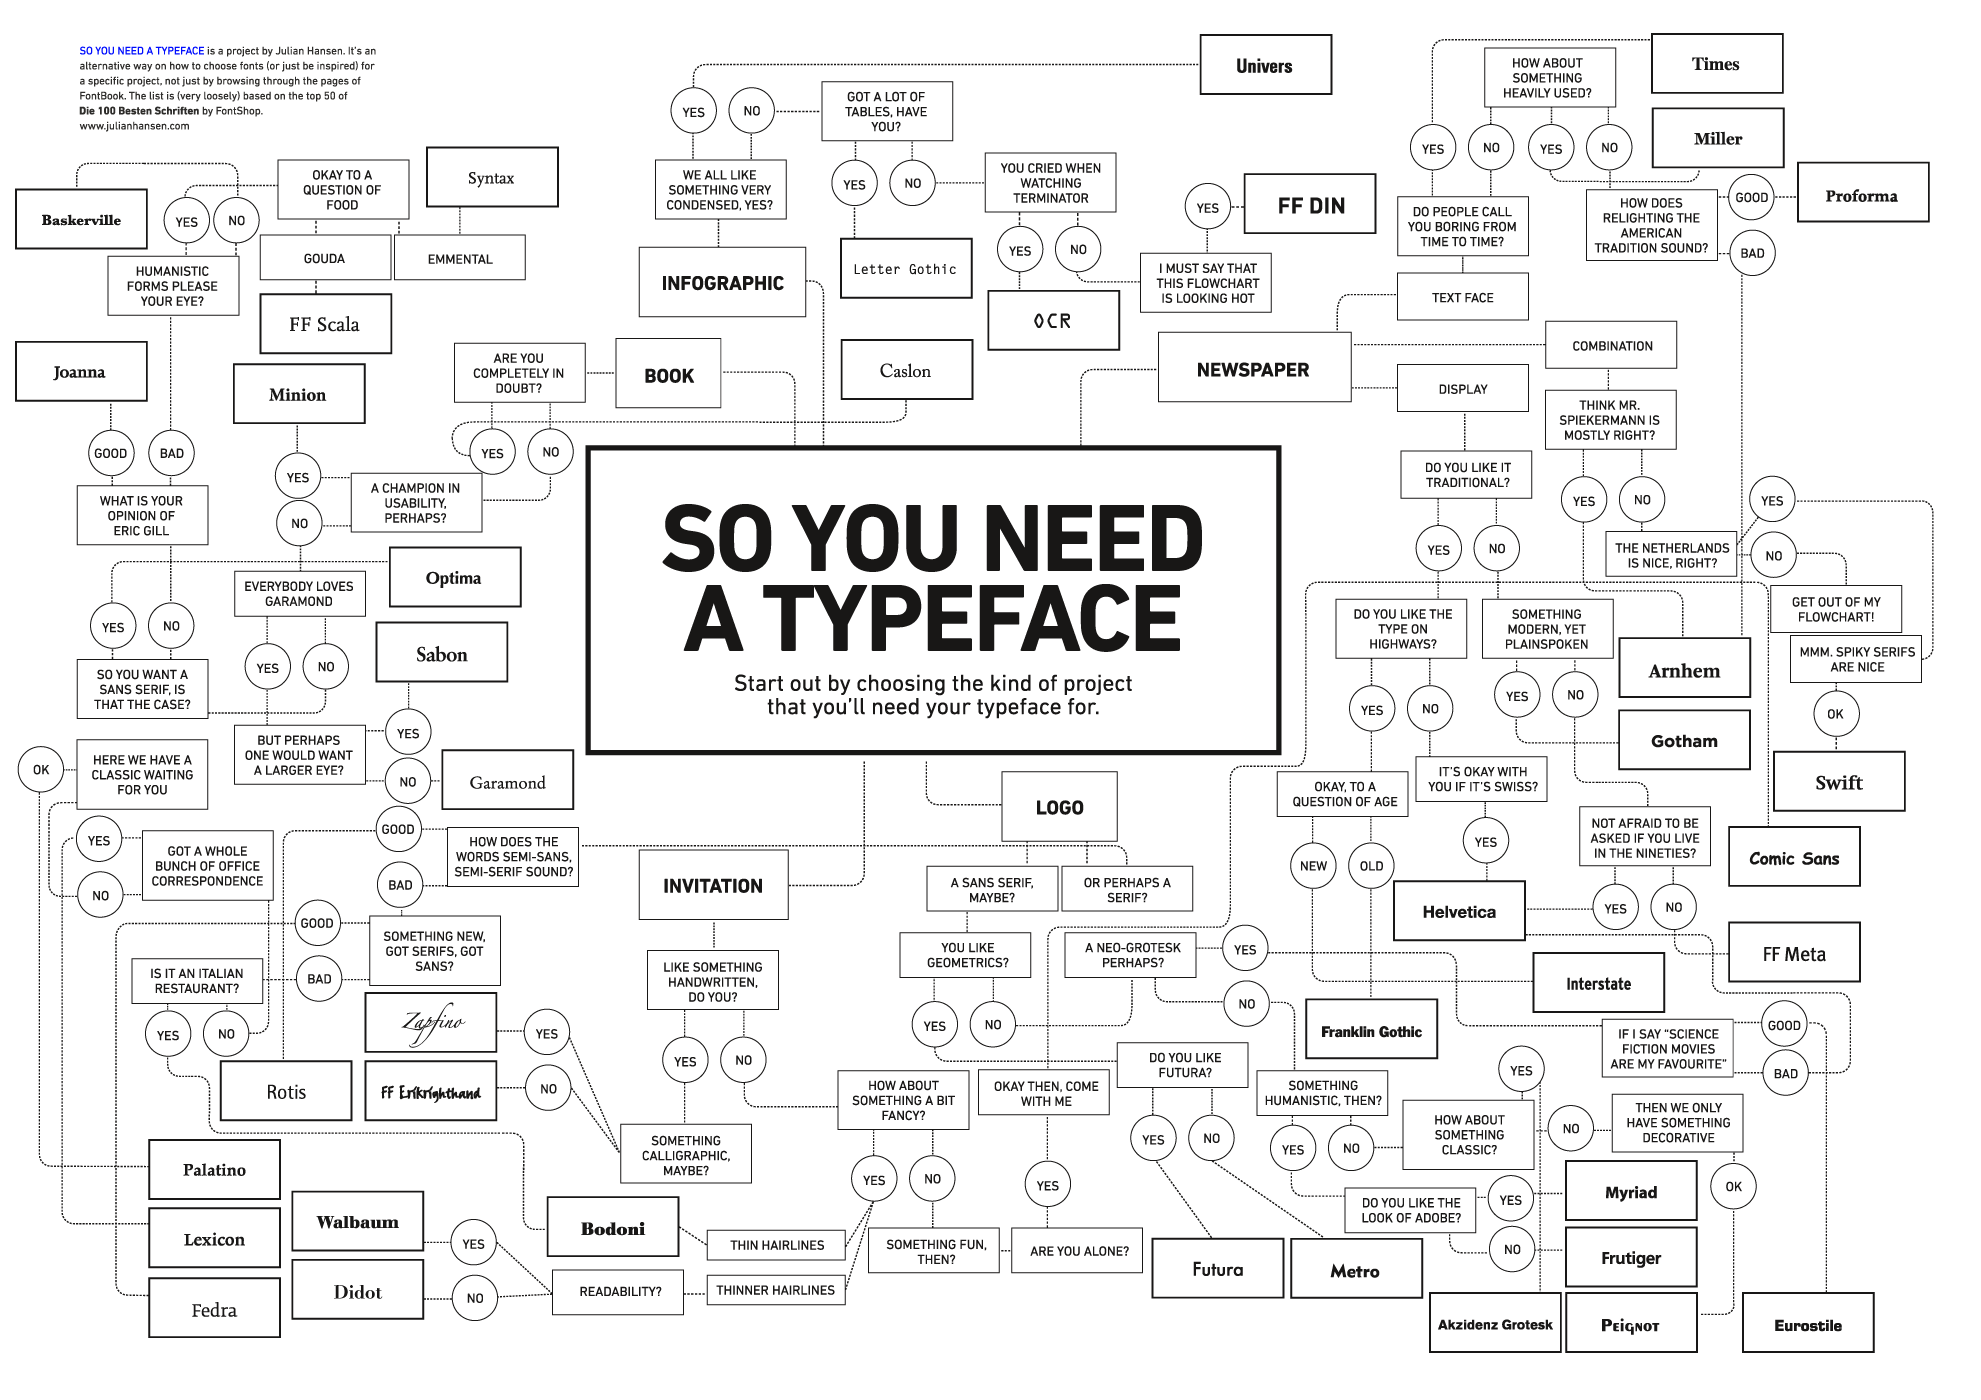 SO YOU NEED A TYPEFACE is a project by Julian Hansen. It's an
alternative way on how to choose fonts (or just be inspired) for
a specific project, not just by browsing through the pages of
FontBook. The list is (very loosely) based on the top 50 of
Die 100 Besten Schriften by FontShop.
www.julianhansen.com
Univers
YES
NO
GOT A LOT OF
TABLES, HAVE
YOU?
WE ALL LIKE
SOMETHING VERY
CONDENSED, YES?
YES
NO
YOU CRIED WHEN
WATCHING
TERMINATOR
YES
FF DIN
YES
NO
I MUST SAY THAT
THIS FLOWCHART
IS LOOKING HOT
INFOGRAPHIC
Letter Gothic
OCR
HOW ABOUT
SOMETHING
HEAVILY USED?
Times
YES
NO
YES
NO
Miller
DO PEOPLE CALL
YOU BORING FROM
TIME TO TIME?
HOW DOES
RELIGHTING THE
AMERICAN
TRADITION SOUND?
GOOD
Proforma
BAD
TEXT FACE
OKAY TO A
QUESTION OF
FOOD
Syntax
Baskerville
YES
NO
GOUDA
EMMENTAL
HUMANISTIC
FORMS PLEASE
YOUR EYE?
FF Scala
Joanna
Minion
ARE YOU
COMPLETELY IN
DOUBT?
BOOK
Caslon
NEWSPAPER
COMBINATION
DISPLAY
THINK MR.
SPIEKERMANN IS
MOSTLY RIGHT?
GOOD
BAD
YES
NO
YES
NO
A CHAMPION IN
USABILITY,
PERHAPS?
WHAT IS YOUR
OPINION OF
ERIC GILL
DO YOU LIKE IT
TRADITIONAL?
YES
NO
YES
YES
NO
THE NETHERLANDS
IS NICE, RIGHT?
NO
SO YOU NEED
A TYPEFACE
Start out by choosing the kind of project
that you'll need your typeface for.
Optima
EVERYBODY LOVES
GARAMOND
YES
NO
YES
NO
Sabon
SO YOU WANT A
SANS SERIF, IS
THAT THE CASE?
YES
BUT PERHAPS
ONE WOULD WANT
A LARGER EYE?
NO
Garamond
DO YOU LIKE THE
TYPE ON
HIGHWAYS?
SOMETHING
MODERN, YET
PLAINSPOKEN
GET OUT OF MY
FLOWCHART!
MMM. SPIKY SERIFS
ARE NICE
Arnhem
YES
NO
YES
NO
OK
Gotham
Swift
OK
HERE WE HAVE A
CLASSIC WAITING
FOR YOU
YES
GOT A WHOLE
BUNCH OF OFFICE
CORRESPONDENCE
NO
GOOD
HOW DOES THE
WORDS SEMI-SANS,
SEMI-SERIF SOUND?
BAD
GOOD
SOMETHING NEW,
GOT SERIFS, GOT
SANS?
IS IT AN ITALIAN
RESTAURANT?
BAD
YES
NO
Zapfino
YES
Rotis
FF Erikrighthand
NO
INVITATION
LIKE SOMETHING
HANDWRITTEN,
DO YOU?
YES
NO
SOMETHING
CALLIGRAPHIC,
MAYBE?
LOGO
A SANS SERIF,
MAYBE?
OR PERHAPS A
SERIF?
YOU LIKE
GEOMETRICS?
A NEO-GROTESK
PERHAPS?
YES
YES
NO
NO
OKAY, TO A
QUESTION OF AGE
IT'S OKAY WITH
YOU IF IT'S SWISS?
NOT AFRAID TO BE
ASKED IF YOU LIVE
IN THE NINETIES?
NEW
OLD
YES
Comic Sans
Helvetica
YES
NO
FF Meta
Interstate
Franklin Gothic
IF I SAY "SCIENCE
FICTION MOVIES
ARE MY FAVOURITE"
GOOD
BAD
HOW ABOUT
SOMETHING A BIT
FANCY?
OKAY THEN, COME
WITH ME
DO YOU LIKE
FUTURA?
SOMETHING
HUMANISTIC, THEN?
YES
HOW ABOUT
SOMETHING
CLASSIC?
NO
THEN WE ONLY
HAVE SOMETHING
DECORATIVE
YES
NO
YES
NO
YES
NO
YES
DO YOU LIKE THE
LOOK OF ADOBE?
YES
Myriad
OK
NO
Frutiger
Palatino
Lexicon
Fedra
Walbaum
YES
Didot
NO
Bodoni
THIN HAIRLINES
READABILITY?
THINNER HAIRLINES
SOMETHING FUN,
THEN?
ARE YOU ALONE?
Futura
Metro
Akzidenz Grotesk
Peignot
Eurostile